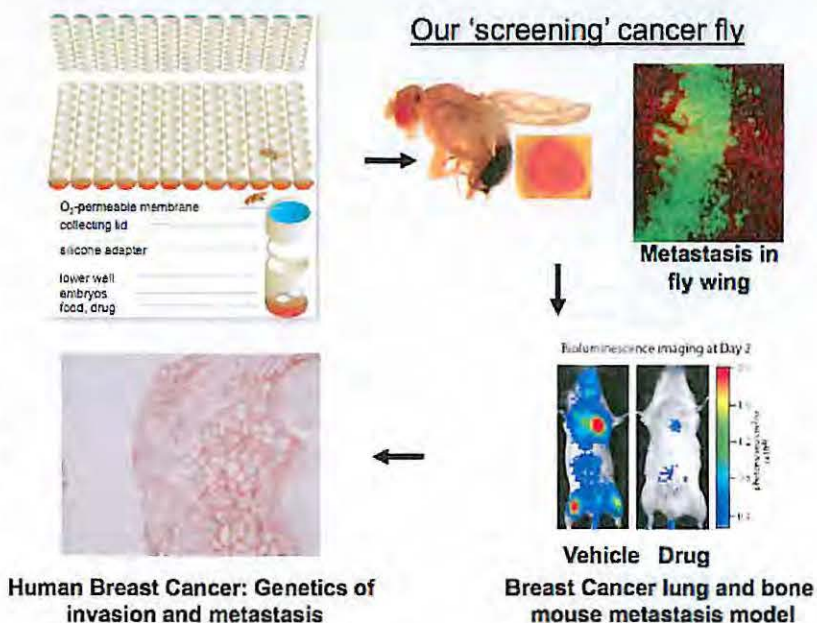 Our 'screening' cancer fly
O₂-permeable membrane
collecting lid
silicone adapter
lower well
embryos
food, drug
Metastasis in
fly wing
Bioluminescence imaging at Day 2
Vehicle Drug
Human Breast Cancer: Genetics of
invasion and metastasis
Breast Cancer lung and bone
mouse metastasis model